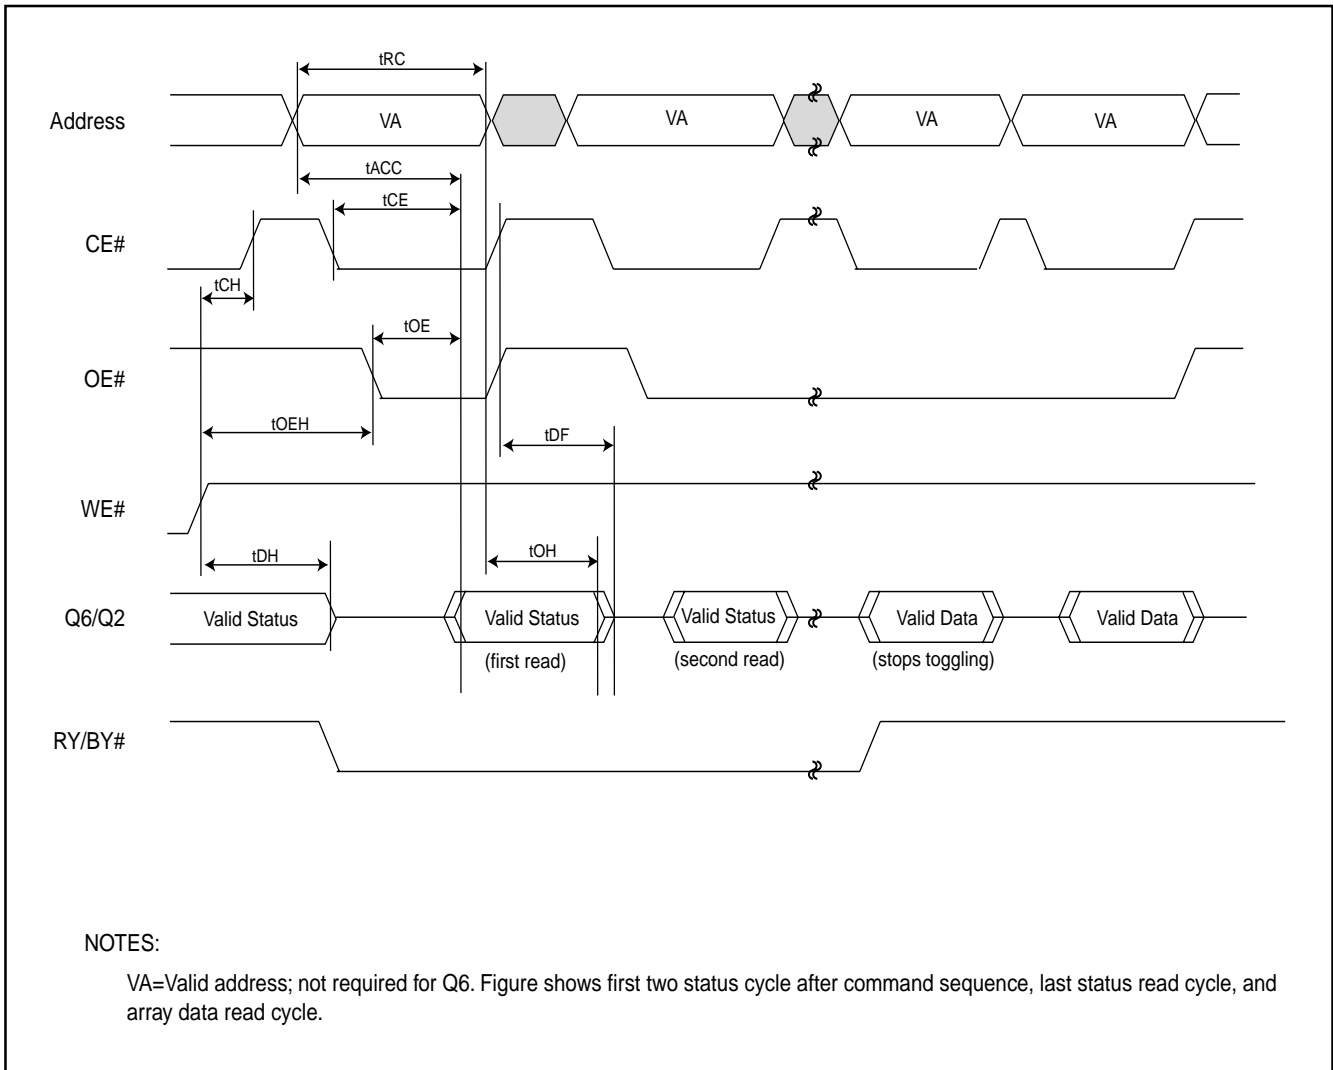 tRC
Address
VA
VA
VA
VA
tACC
tCE
CE#
tCH
tOE
OE#
tOEH
tDF
WE#
tDH
tOH
Q6/Q2
Valid Status
Valid Status
Valid Status
Valid Data
Valid Data
(first read)
(second read)
(stops toggling)
RY/BY#
NOTES:
VA=Valid address; not required for Q6. Figure shows first two status cycle after command sequence, last status read cycle, and
array data read cycle.